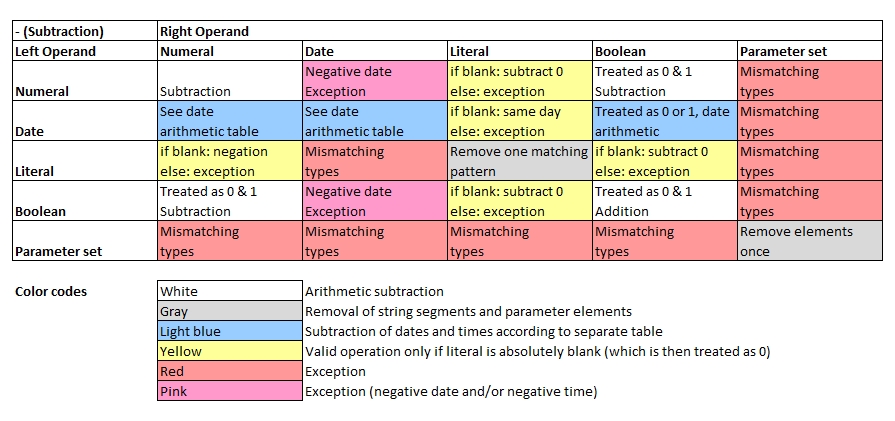 - (Subtraction) Right Operand
Left Operand Numeral Date Literal Boolean Parameter set
Negative date if blank: subtract 0 Treated as 0 & 1 Mismatching
Numeral Subtraction Exception else: exception Subtraction types
See date See date if blank: same day Treated as 0 or 1, date Mismatching
Date arithmetic table arithmetic table else: exception arithmetic types
if blank: negation Mismatching Remove one matching if blank: subtract 0 Mismatching
Literal else: exception types pattern else: exception types
Treated as 0 & 1 Negative date if blank: subtract 0 Treated as 0 & 1 Mismatching
Boolean Subtraction Exception else: exception Addition types
Mismatching Mismatching Mismatching Mismatching Remove elements
Parameter set types types types types once
Color codes White Arithmetic subtraction
Gray Removal of string segments and parameter elements
Light blue Subtraction of dates and times according to separate table
Yellow Valid operation only if literal is absolutely blank (which is then treated as 0)
Red Exception
Pink Exception (negative date and/or negative time)